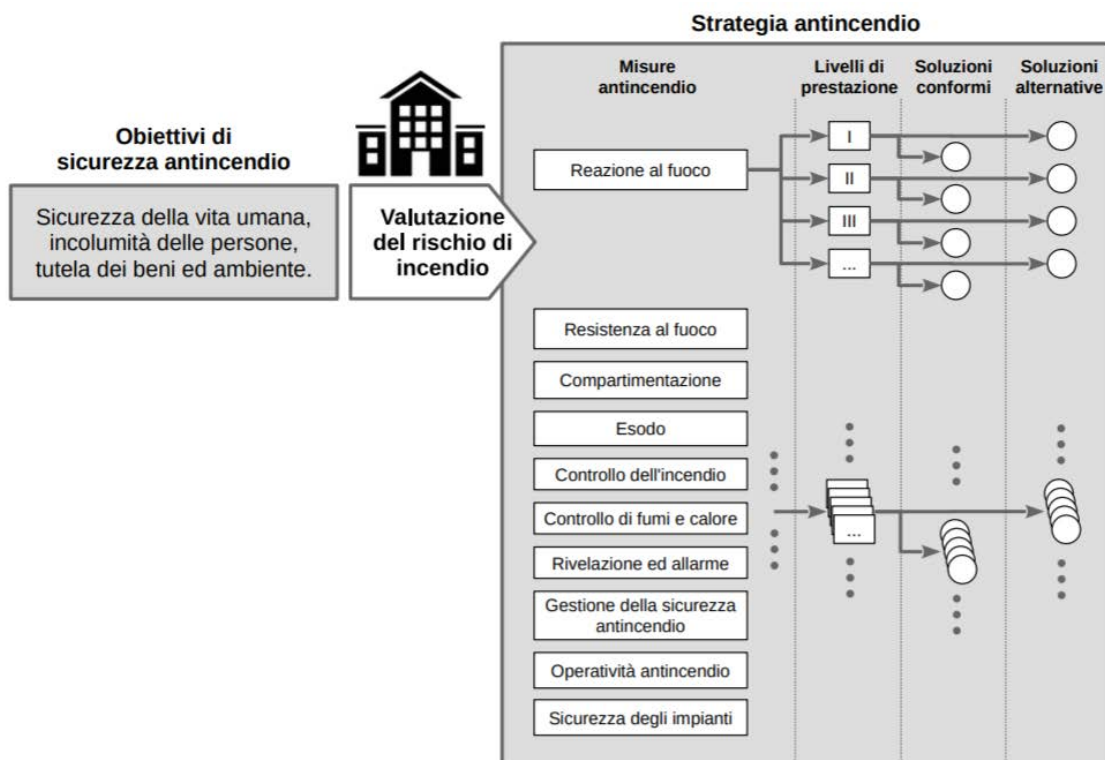 Strategia antincendio
Obiettivi di
sicurezza antincendio
Sicurezza della vita umana,
incolumità delle persone,
tutela dei beni ed ambiente.
Valutazione
del rischio di
incendio
Misure
antincendio
Livelli di
prestazione
Soluzioni
conformi
Soluzioni
alternative
Reazione al fuoco
I
II
III
...
Resistenza al fuoco
Compartimentazione
Esodo
Controllo dell'incendio
Controllo di fumi e calore
...
Rivelazione ed allarme
Gestione della sicurezza
antincendio
Operatività antincendio
Sicurezza degli impianti